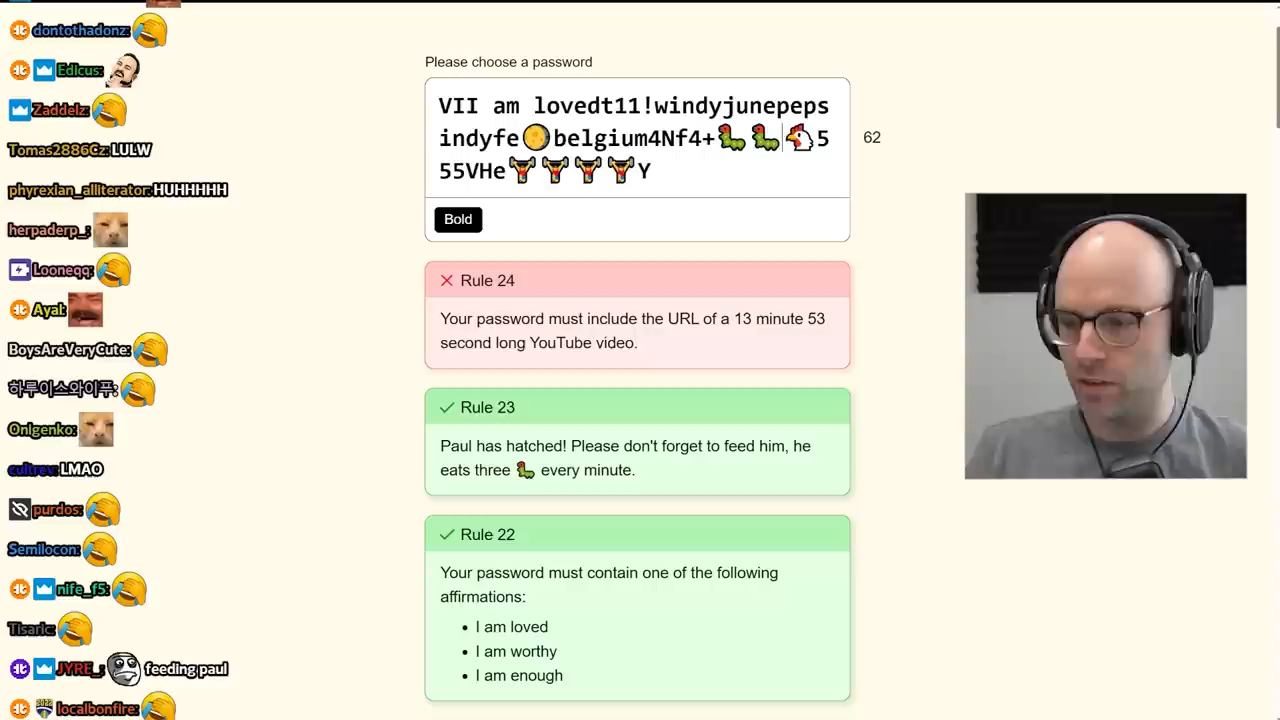 dontothadonz:
Edicus:
Zaddelz:
Tomas2886Cz: LULW
phyrexian_alliterator: HUHHHHH
herpaderp_:
Looneqq:
Ayal:
BoysAreVeryCute:
하루이스와이푸:
Onigenko:
cultrev: LMAO
purdos:
Semilocon:
nife_f5:
Tisaric:
JYRE_: feeding paul
localbonfire:
Please choose a password
VII am lovedt11!windyjunepeps
indyfe🌕belgium4Nf4+🐛🐛🐔5
55VHe🏋️🏋️🏋️🏋️Y
62
Bold
Rule 24
Your password must include the URL of a 13 minute 53
second long YouTube video.
Rule 23
Paul has hatched! Please don't forget to feed him, he
eats three 🐛 every minute.
Rule 22
Your password must contain one of the following
affirmations:
• I am loved
• I am worthy
• I am enough